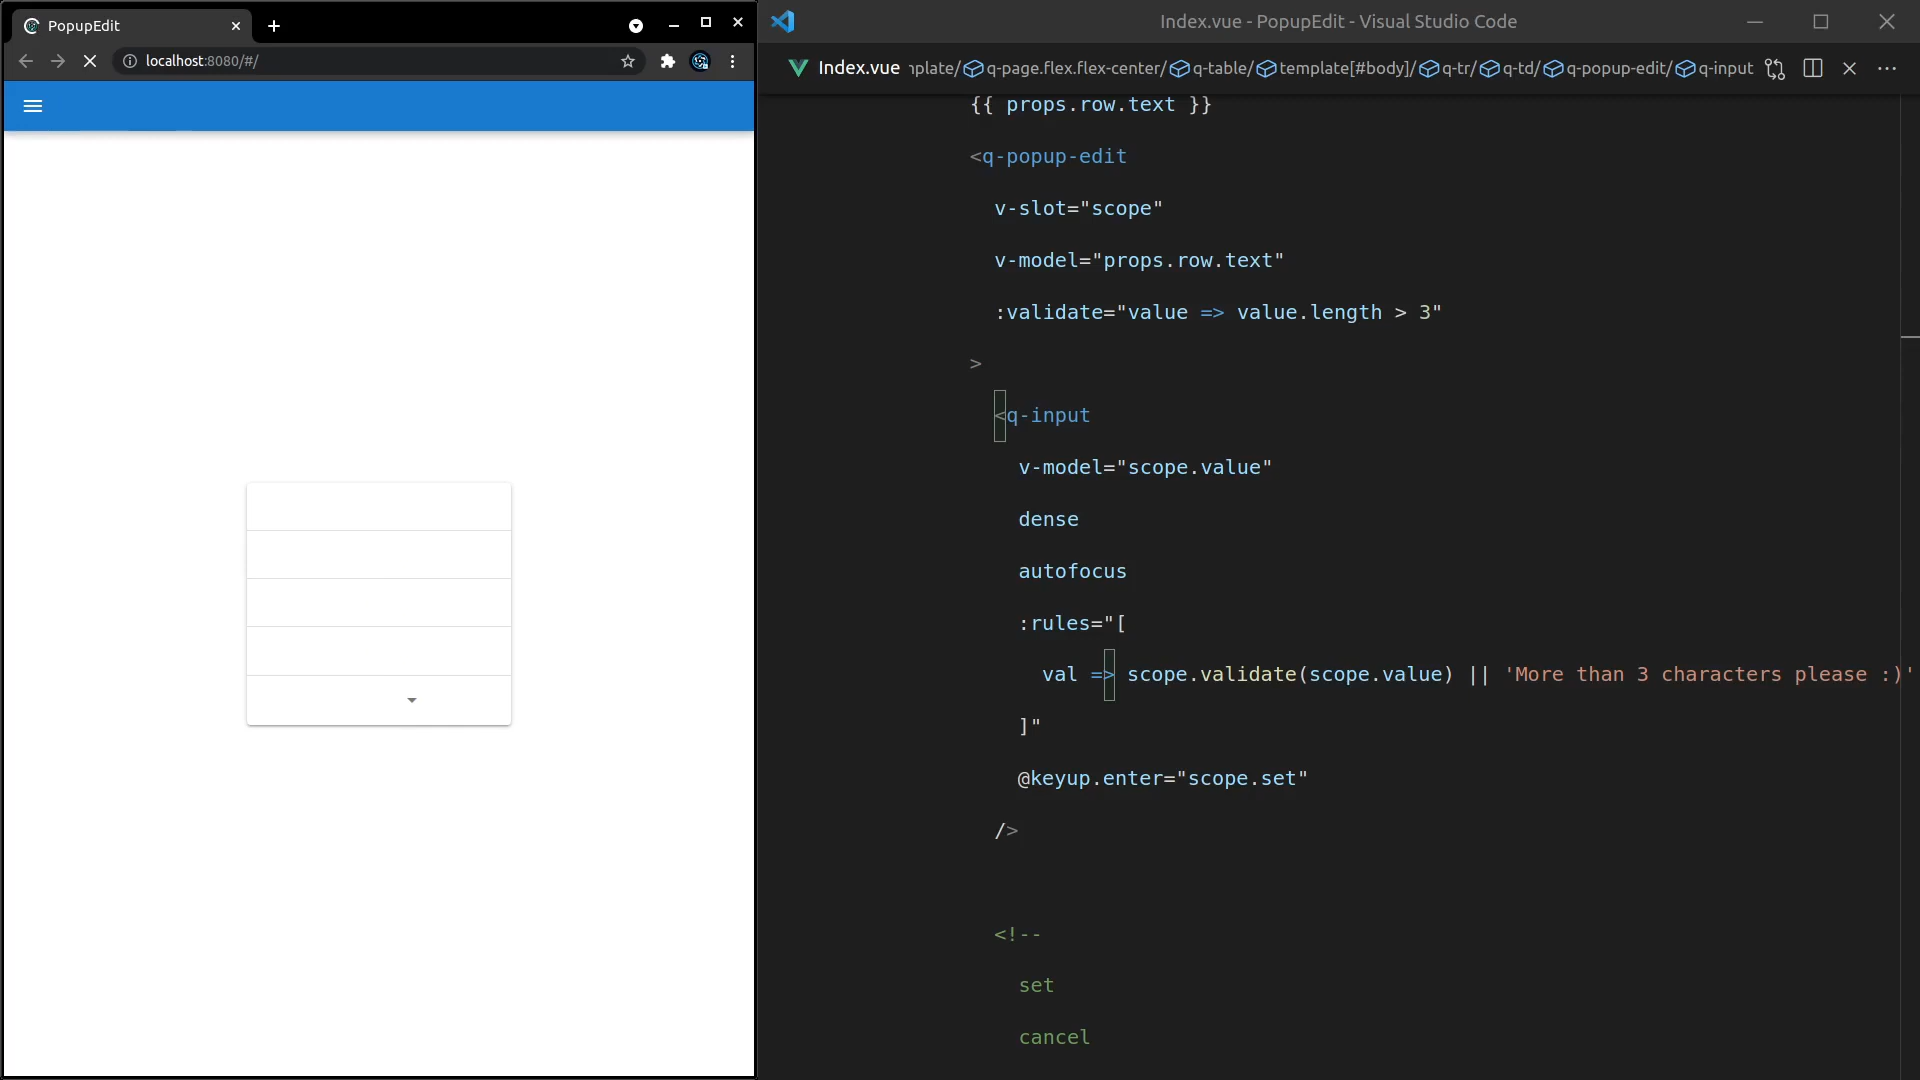 PopupEdit
localhost:8080/#/
Index.vue - PopupEdit - Visual Studio Code
Index.vue mplate/ q-page.flex.flex-center/ q-table/ template[#body]/ q-tr/ q-td/ q-popup-edit/ q-input
{{ props.row.text }}
<q-popup-edit
v-slot="scope"
v-model="props.row.text"
:validate="value => value.length > 3"
>
<q-input
v-model="scope.value"
dense
autofocus
:rules="[
val => scope.validate(scope.value) || 'More than 3 characters please :)'
]"
@keyup.enter="scope.set"
/>
<!--
set
cancel